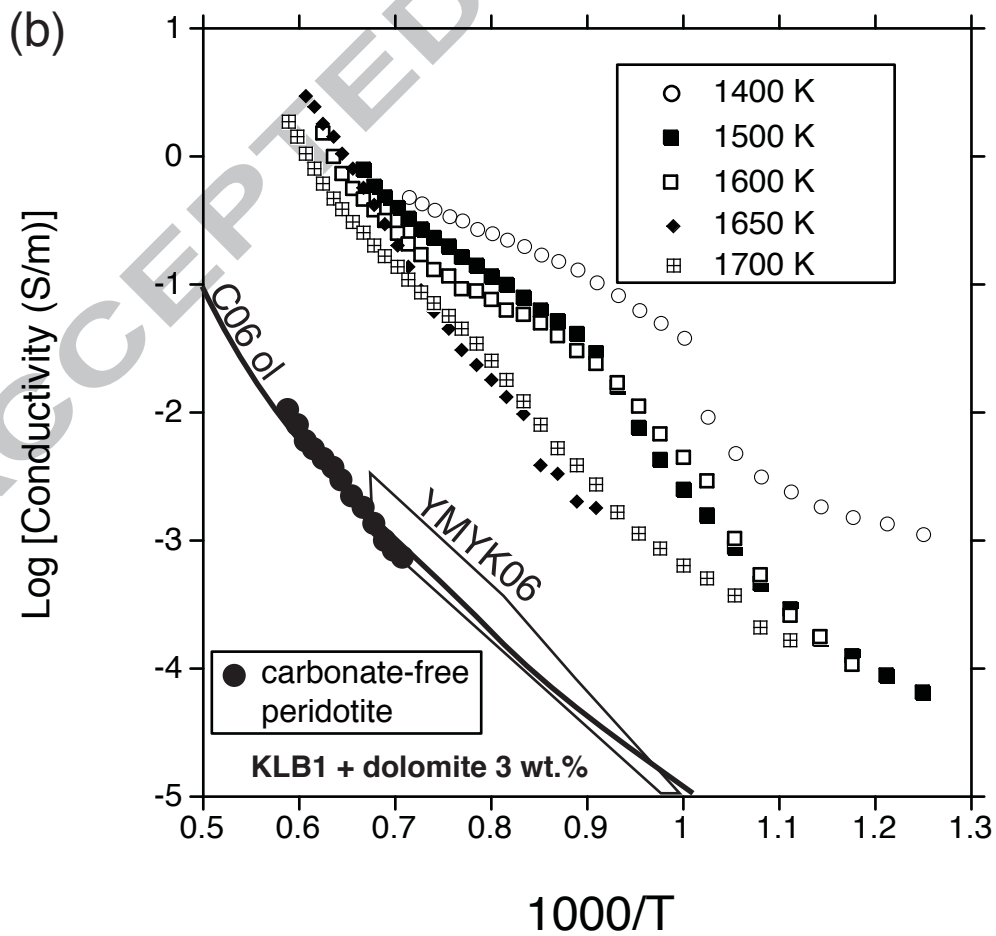 (b)
ACCEPTED
Log [Conductivity (S/m)]
1
0
-1
-2
-3
-4
-5
1400 K
1500 K
1600 K
1650 K
1700 K
C06 ol
YMYK06
carbonate-free
peridotite
KLB1 + dolomite 3 wt.%
0.5 0.6 0.7 0.8 0.9 1 1.1 1.2 1.3
1000/T